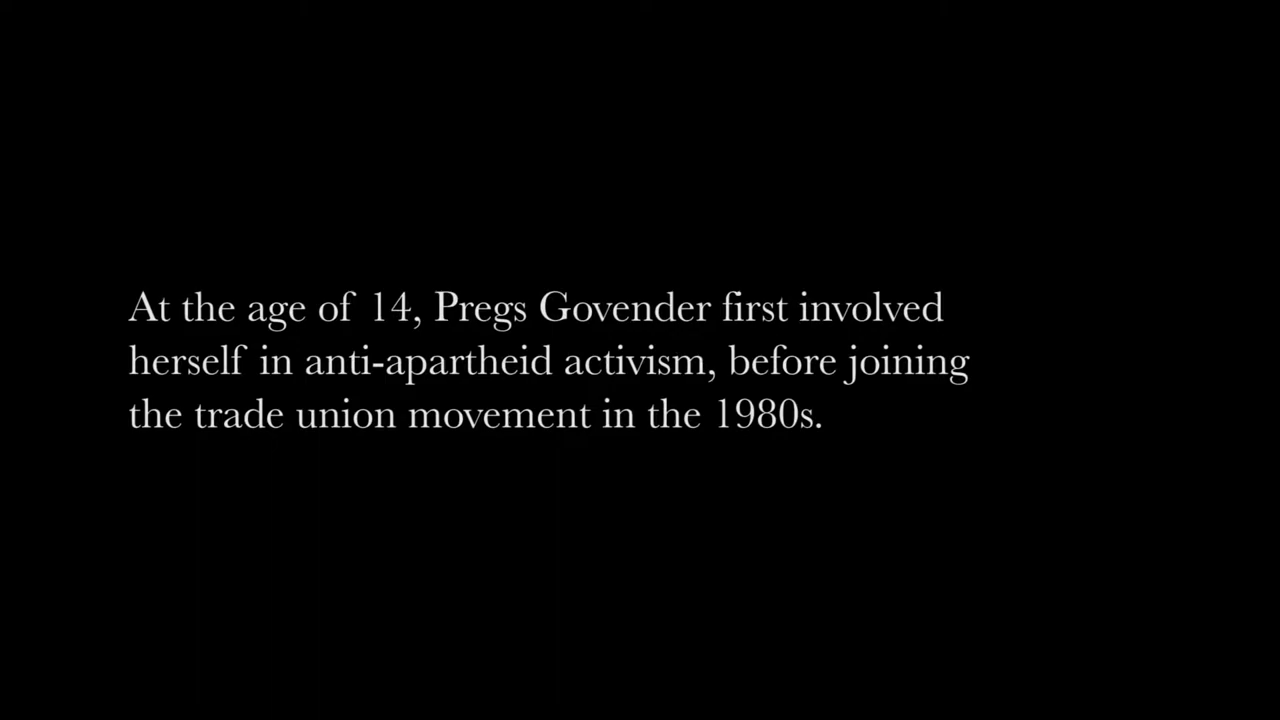 At the age of 14, Pregs Govender first involved
herself in anti-apartheid activism, before joining
the trade union movement in the 1980s.